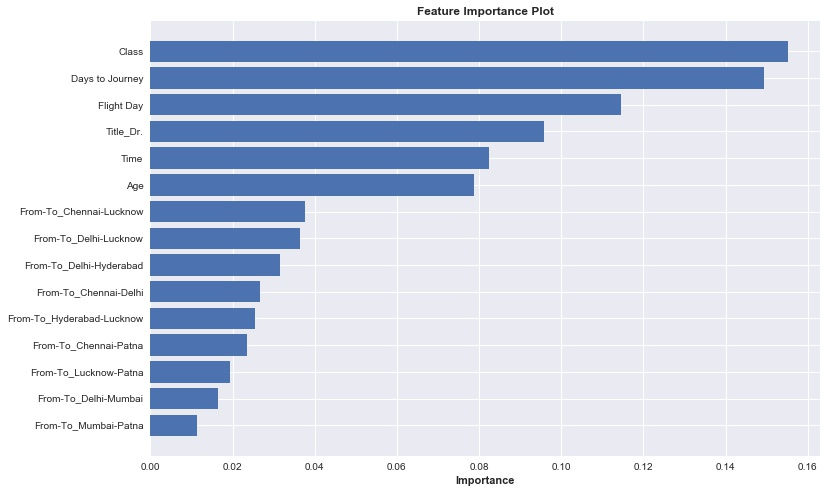 Feature Importance Plot
Class
Days to Journey
Flight Day
Title_Dr.
Time
Age
From-To_Chennai-Lucknow
From-To_Delhi-Lucknow
From-To_Delhi-Hyderabad
From-To_Chennai-Delhi
From-To_Hyderabad-Lucknow
From-To_Chennai-Patna
From-To_Lucknow-Patna
From-To_Delhi-Mumbai
From-To_Mumbai-Patna
0.00 0.02 0.04 0.06 0.08 0.10 0.12 0.14 0.16
Importance